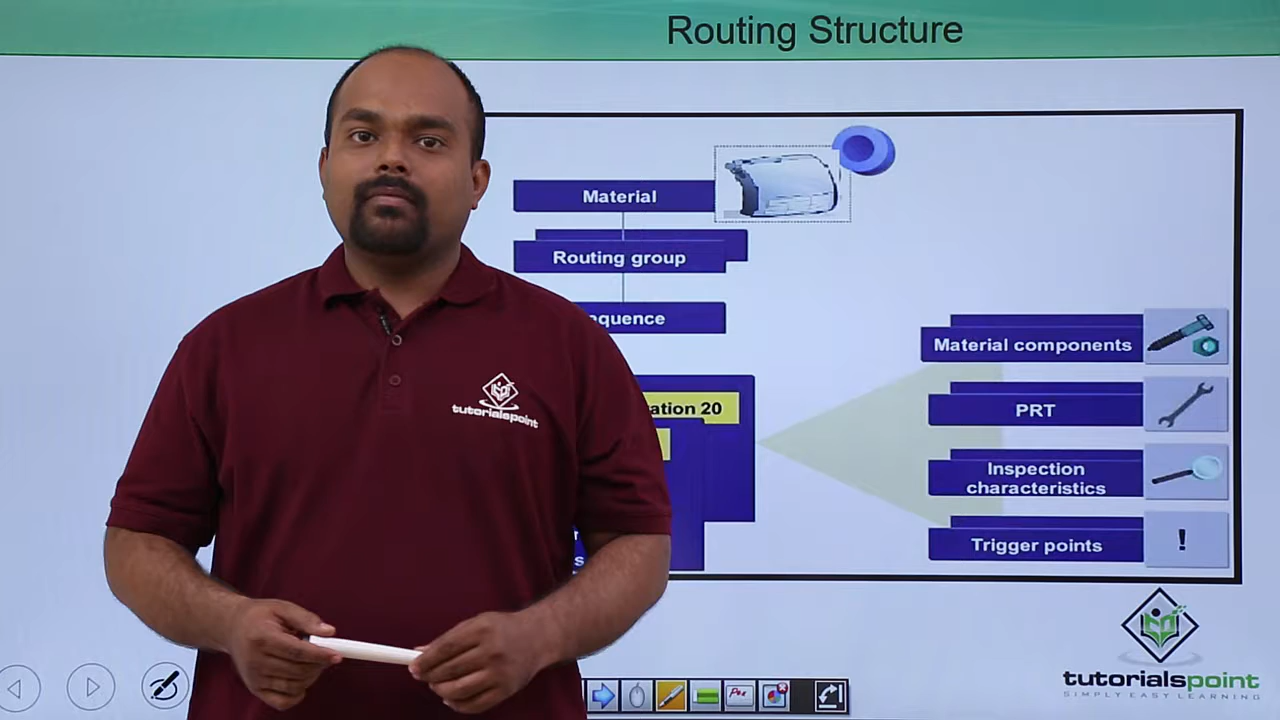 Routing Structure
Material
Routing group
equence
ation 20
Material components
PRT
Inspection
characteristics
Trigger points
!
tutorialspoint
tutorialspoint
SIMPLY EASY LEARNING
Pen